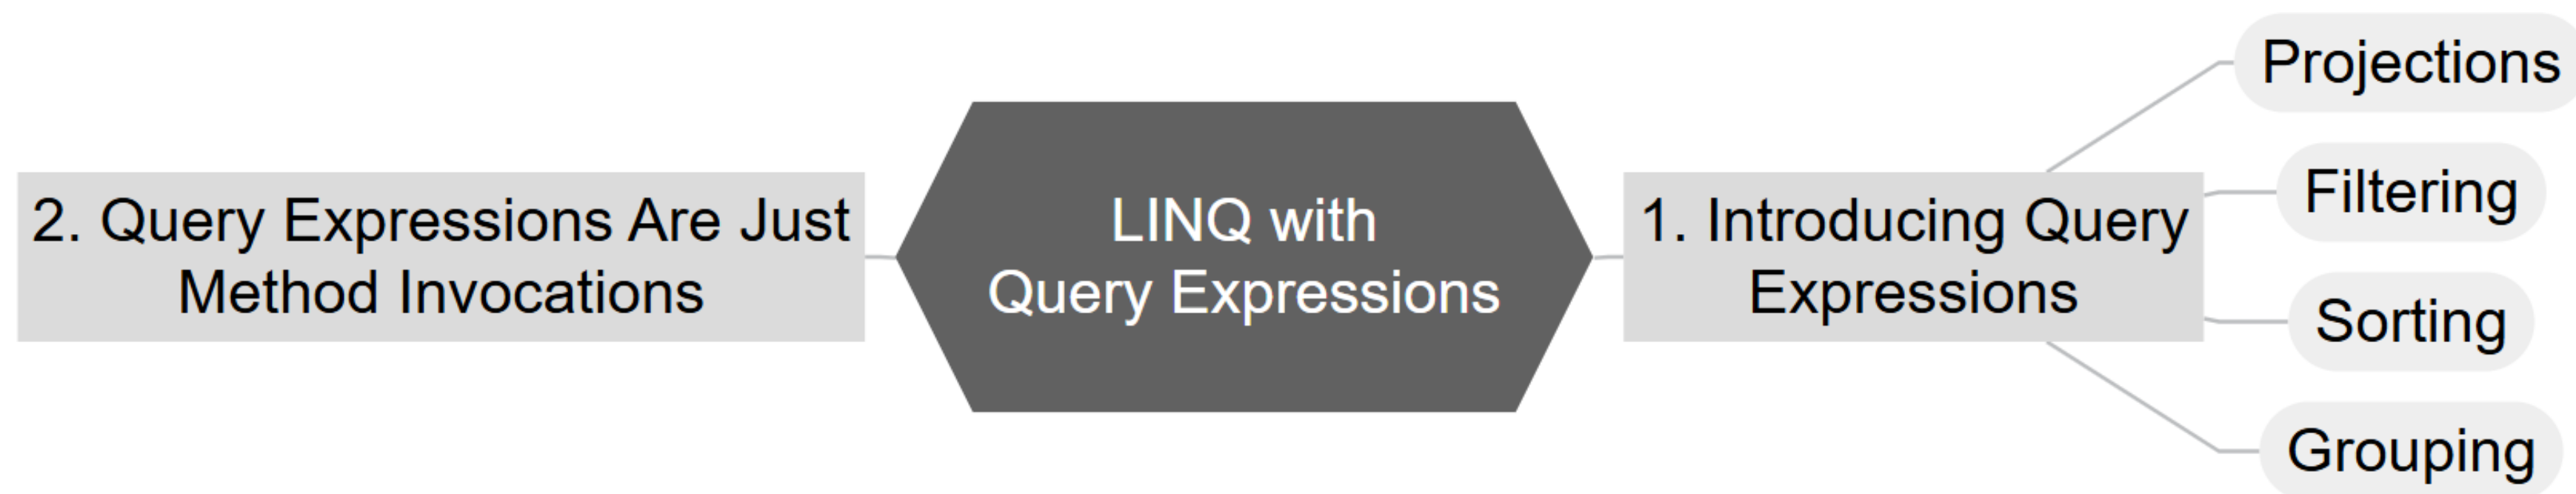 2. Query Expressions Are Just
Method Invocations
LINQ with
Query Expressions
1. Introducing Query
Expressions
Projections
Filtering
Sorting
Grouping